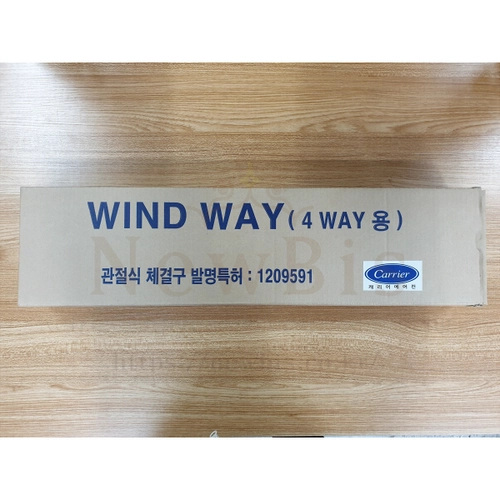 WIND WAY ( 4 WAY 용 )
관절식 체결구 발명특허 : 1209591
Carrier
캐리어에어컨
NowBio